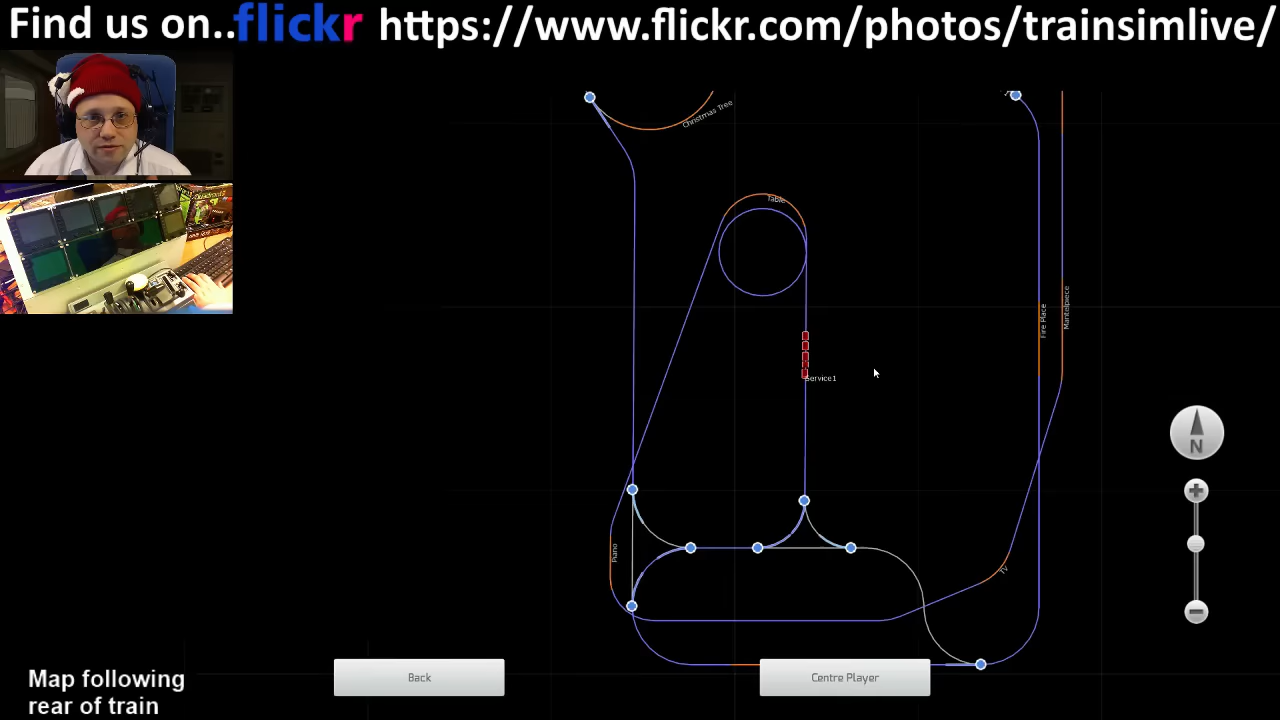 Find us on..flickr https://www.flickr.com/photos/trainsimlive/
Christmas Tree
Table
Fire Place
Mantelpiece
Service1
Piano
TV
N
Map following
rear of train
Back
Centre Player